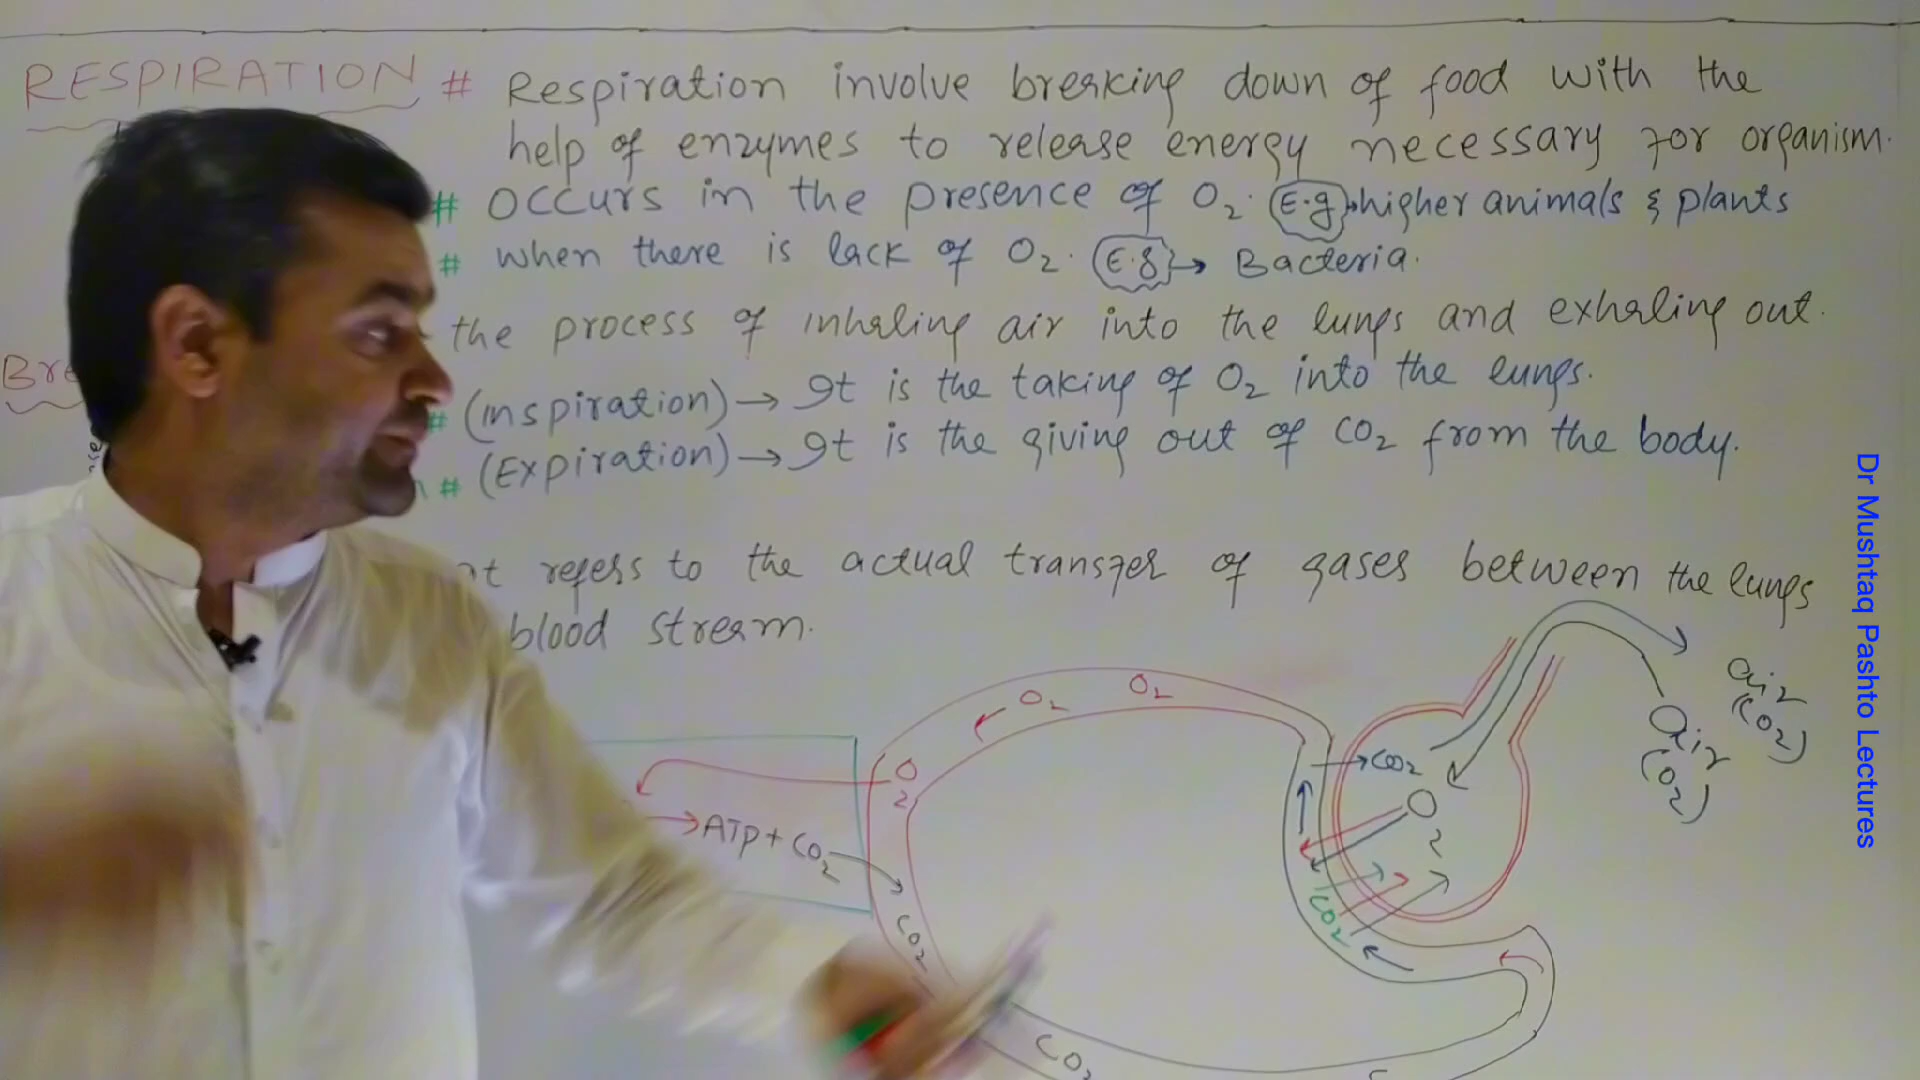 RESPIRATION # Respiration involve breaking down of food with the
help of enzymes to release energy necessary for organism.
# Occurs in the presence of O2. (E.g)→higher animals & plants
# when there is lack of O2. (E.g)→ Bacteria.
the process of inhaling air into the lungs and exhaling out.
# (inspiration)→ It is the taking of O2 into the lungs.
# (Expiration)→ It is the giving out of CO2 from the body.
refers to the actual transfer of gases between the lungs
blood stream.
O2 O2
O2
→ATP+CO2
CO2
CO2
→CO2
O2
CO2
air
(CO2)
air
(O2)
Dr Mushtaq Pashto Lectures